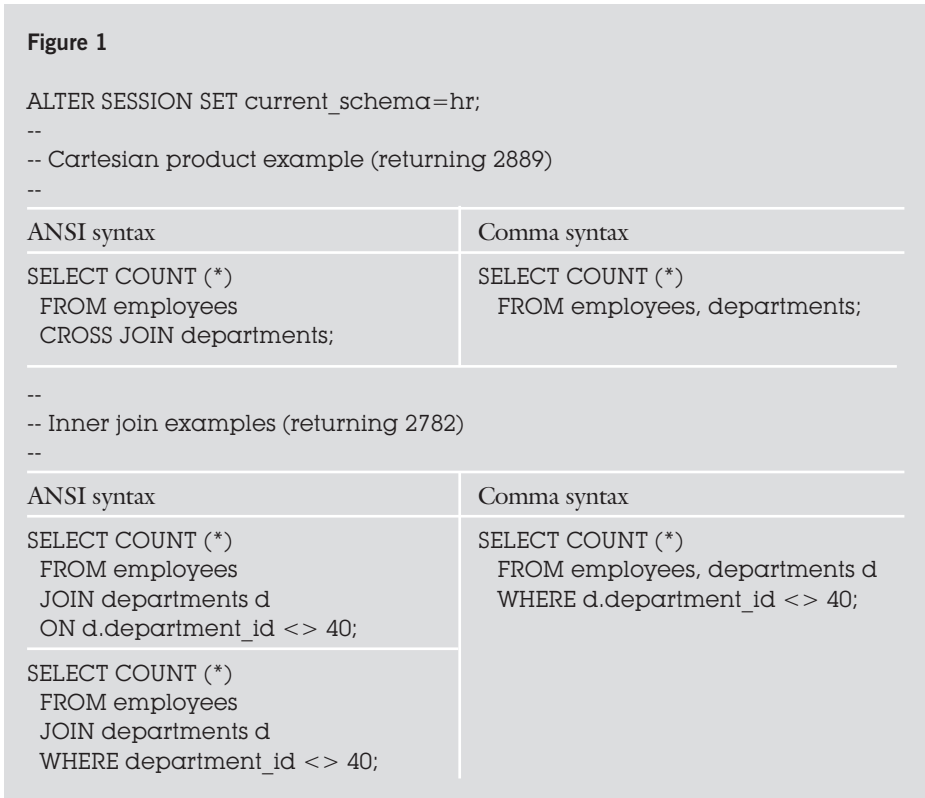 Figure 1
ALTER SESSION SET current_schema=hr;
--
-- Cartesian product example (returning 2889)
--
ANSI syntax
Comma syntax
SELECT COUNT (*)
FROM employees
CROSS JOIN departments;
SELECT COUNT (*)
FROM employees, departments;
--
-- Inner join examples (returning 2782)
--
ANSI syntax
Comma syntax
SELECT COUNT (*)
FROM employees
JOIN departments d
ON d.department_id <> 40;
SELECT COUNT (*)
FROM employees, departments d
WHERE d.department_id <> 40;
SELECT COUNT (*)
FROM employees
JOIN departments d
WHERE department_id <> 40;